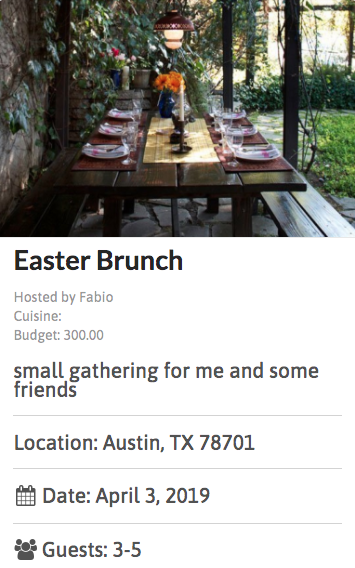 Easter Brunch
Hosted by Fabio
Cuisine:
Budget: 300.00
small gathering for me and some
friends
Location: Austin, TX 78701
Date: April 3, 2019
Guests: 3-5